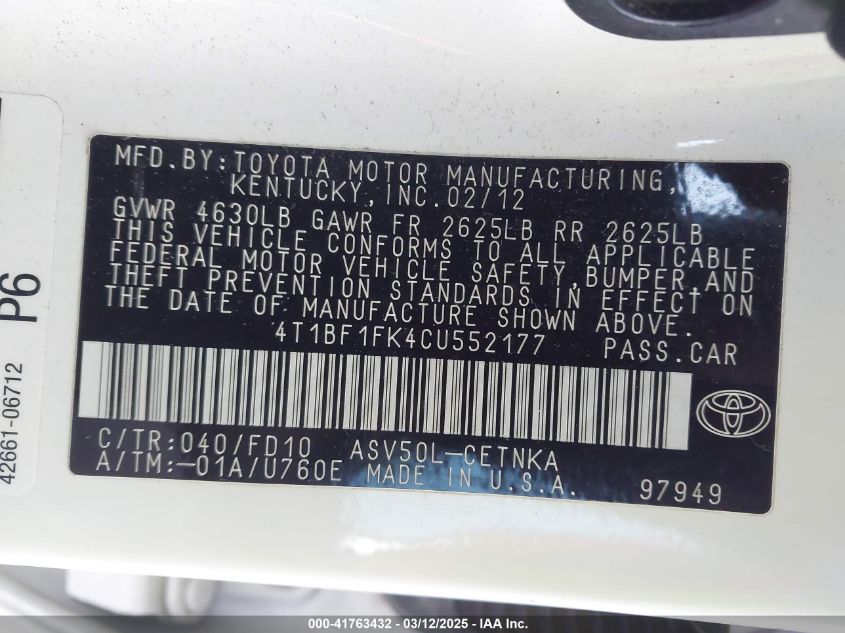 MFD.BY:TOYOTA MOTOR MANUFACTURING,
KENTUCKY,INC.02/12
GVWR 4630LB GAWR FR 2625LB RR 2625LB
THIS VEHICLE CONFORMS TO ALL APPLICABLE
FEDERAL MOTOR VEHICLE SAFETY,BUMPER,AND
THEFT PREVENTION STANDARDS IN EFFECT ON
THE DATE OF MANUFACTURE SHOWN ABOVE.
4T1BF1FK4CU552177 PASS.CAR
C/TR:040/FD10 ASV50L-CETNKA
A/TM:-01A/U760E MADE IN U.S.A. 97949
P6
42661-06712
000-41763432 - 03/12/2025 - IAA Inc.